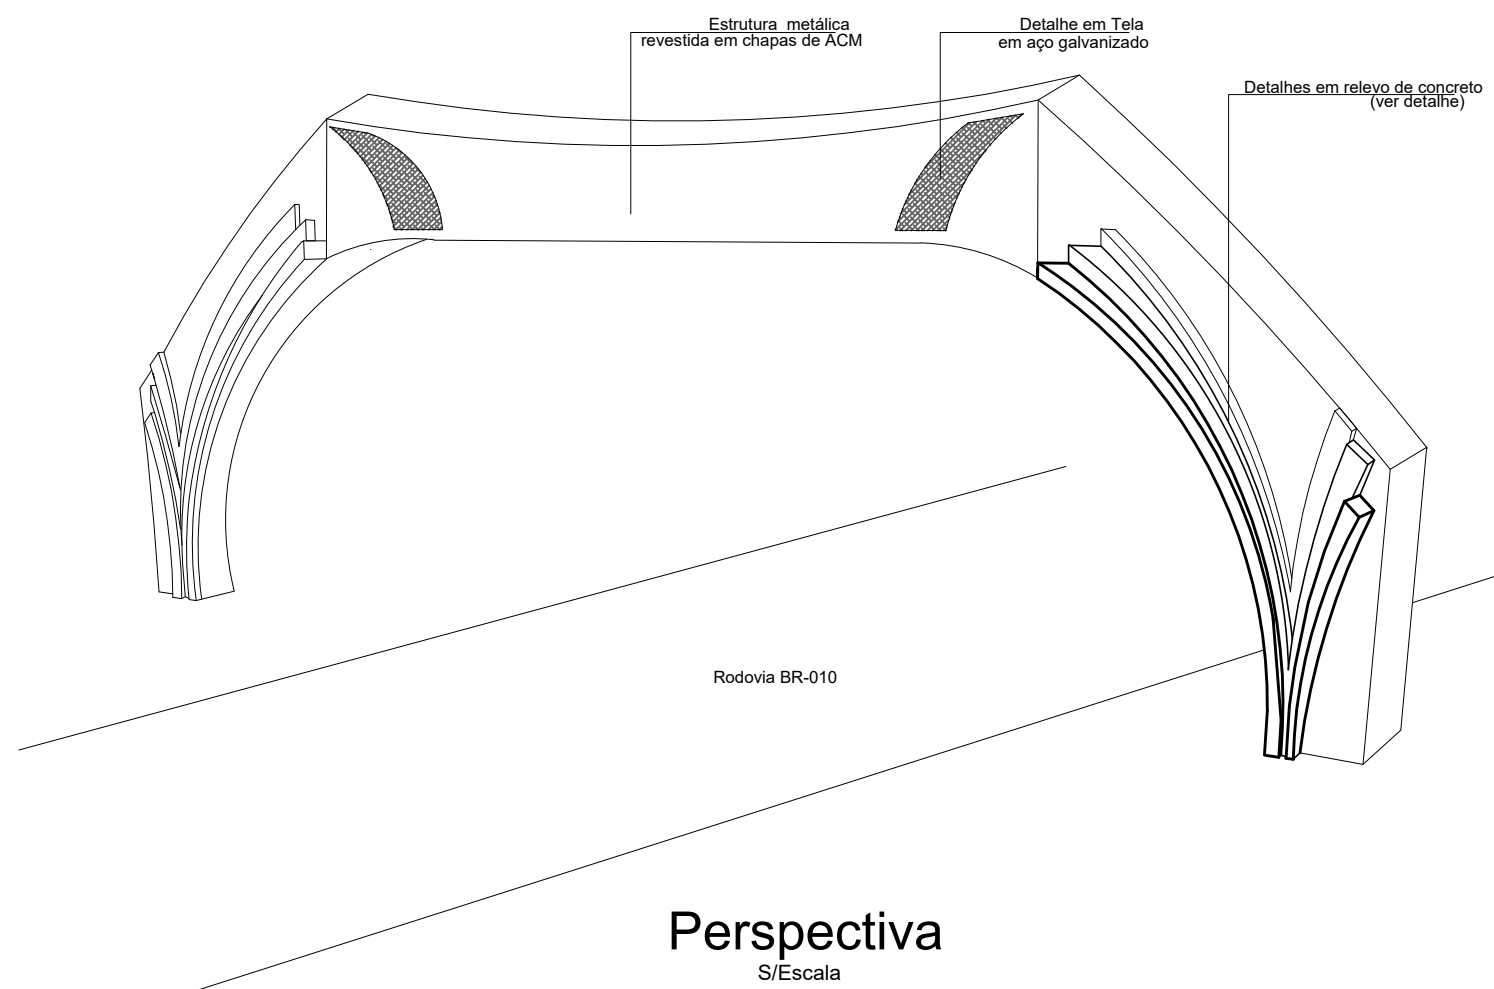 Estrutura metálica
revestida em chapas de ACM
Detalhe em Tela
em aço galvanizado
Detalhes em relevo de concreto
(ver detalhe)
Rodovia BR-010
Perspectiva
S/Escala